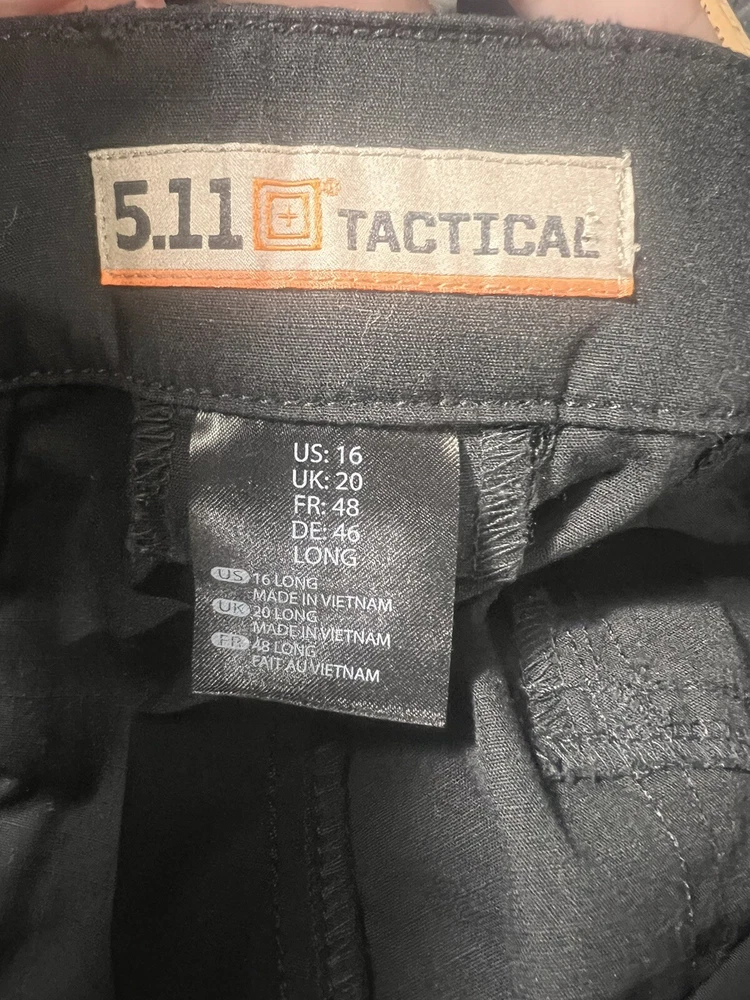 5.11® TACTICAL
US: 16
UK: 20
FR: 48
DE: 46
LONG
US 16 LONG
MADE IN VIETNAM
UK 20 LONG
MADE IN VIETNAM
FR 48 LONG
FAIT AU VIETNAM